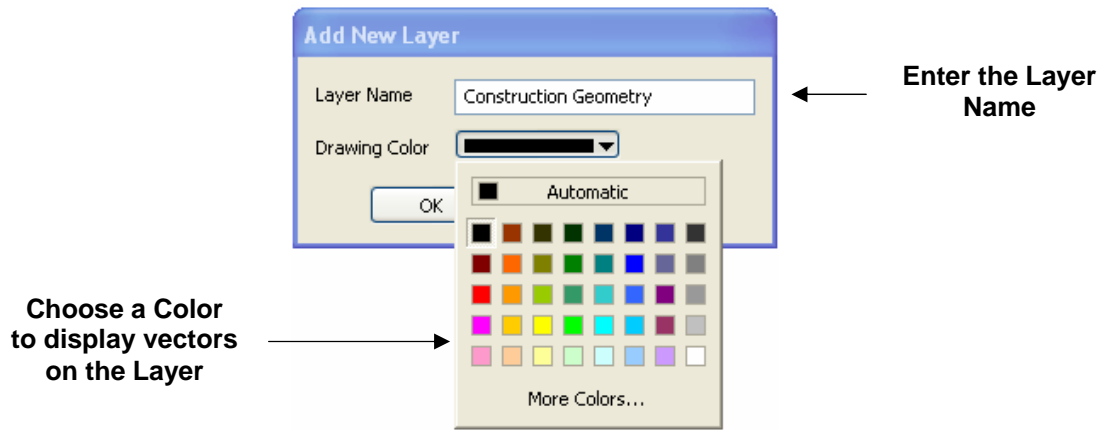 Add New Layer
Layer Name
Construction Geometry
Enter the Layer
Name
Drawing Color
Automatic
OK
Choose a Color
to display vectors
on the Layer
More Colors...